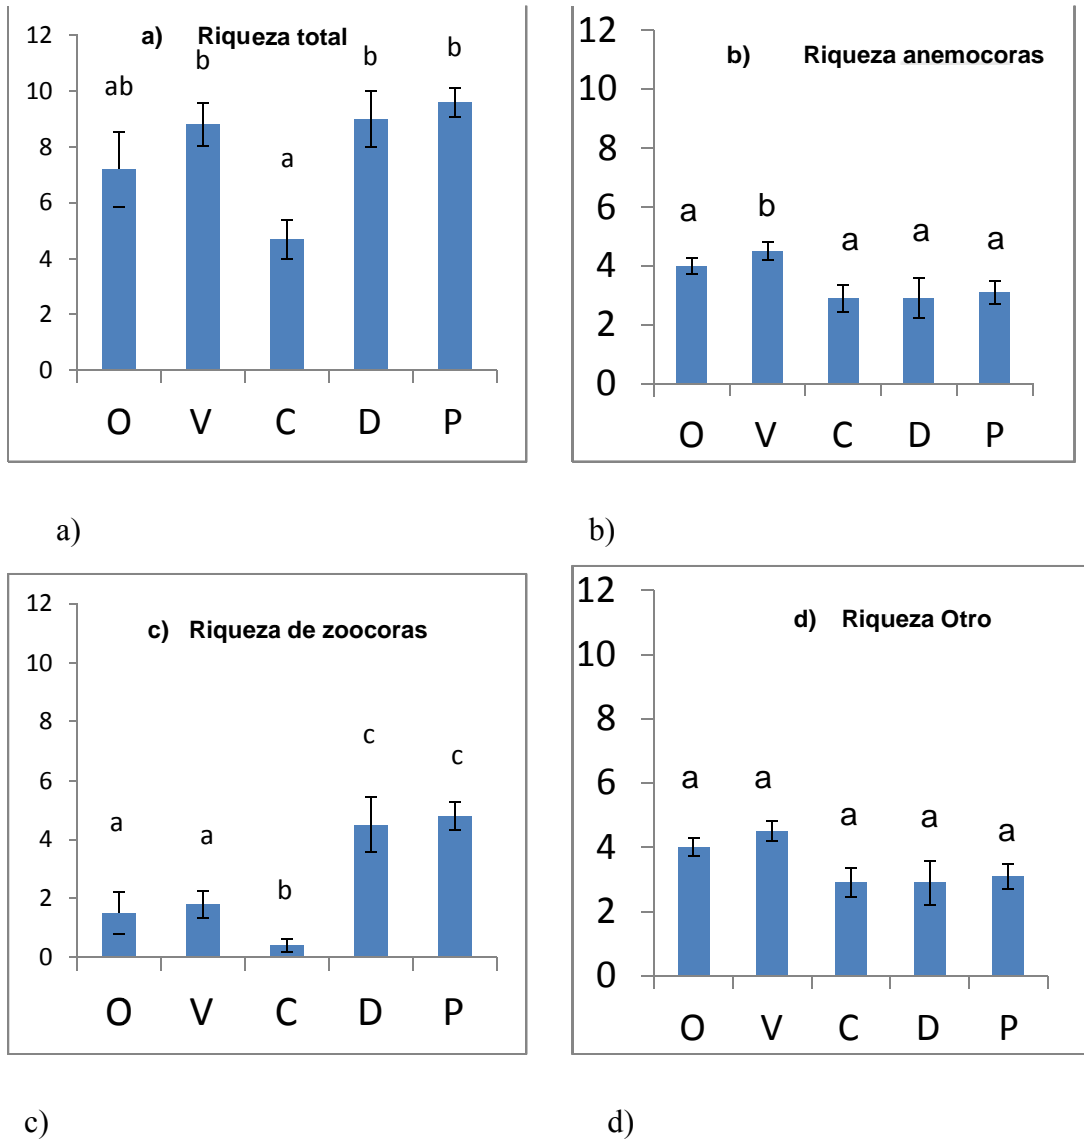 a) Riqueza total
12
10
8
6
4
2
0
ab
b
a
b
b
O V C D P
b) Riqueza anemocoras
12
10
8
6
4
2
0
a
b
a
a
a
O V C D P
a)
b)
c) Riqueza de zoocoras
12
10
8
6
4
2
0
a
a
b
c
c
O V C D P
d) Riqueza Otro
12
10
8
6
4
2
0
a
a
a
a
a
O V C D P
c)
d)